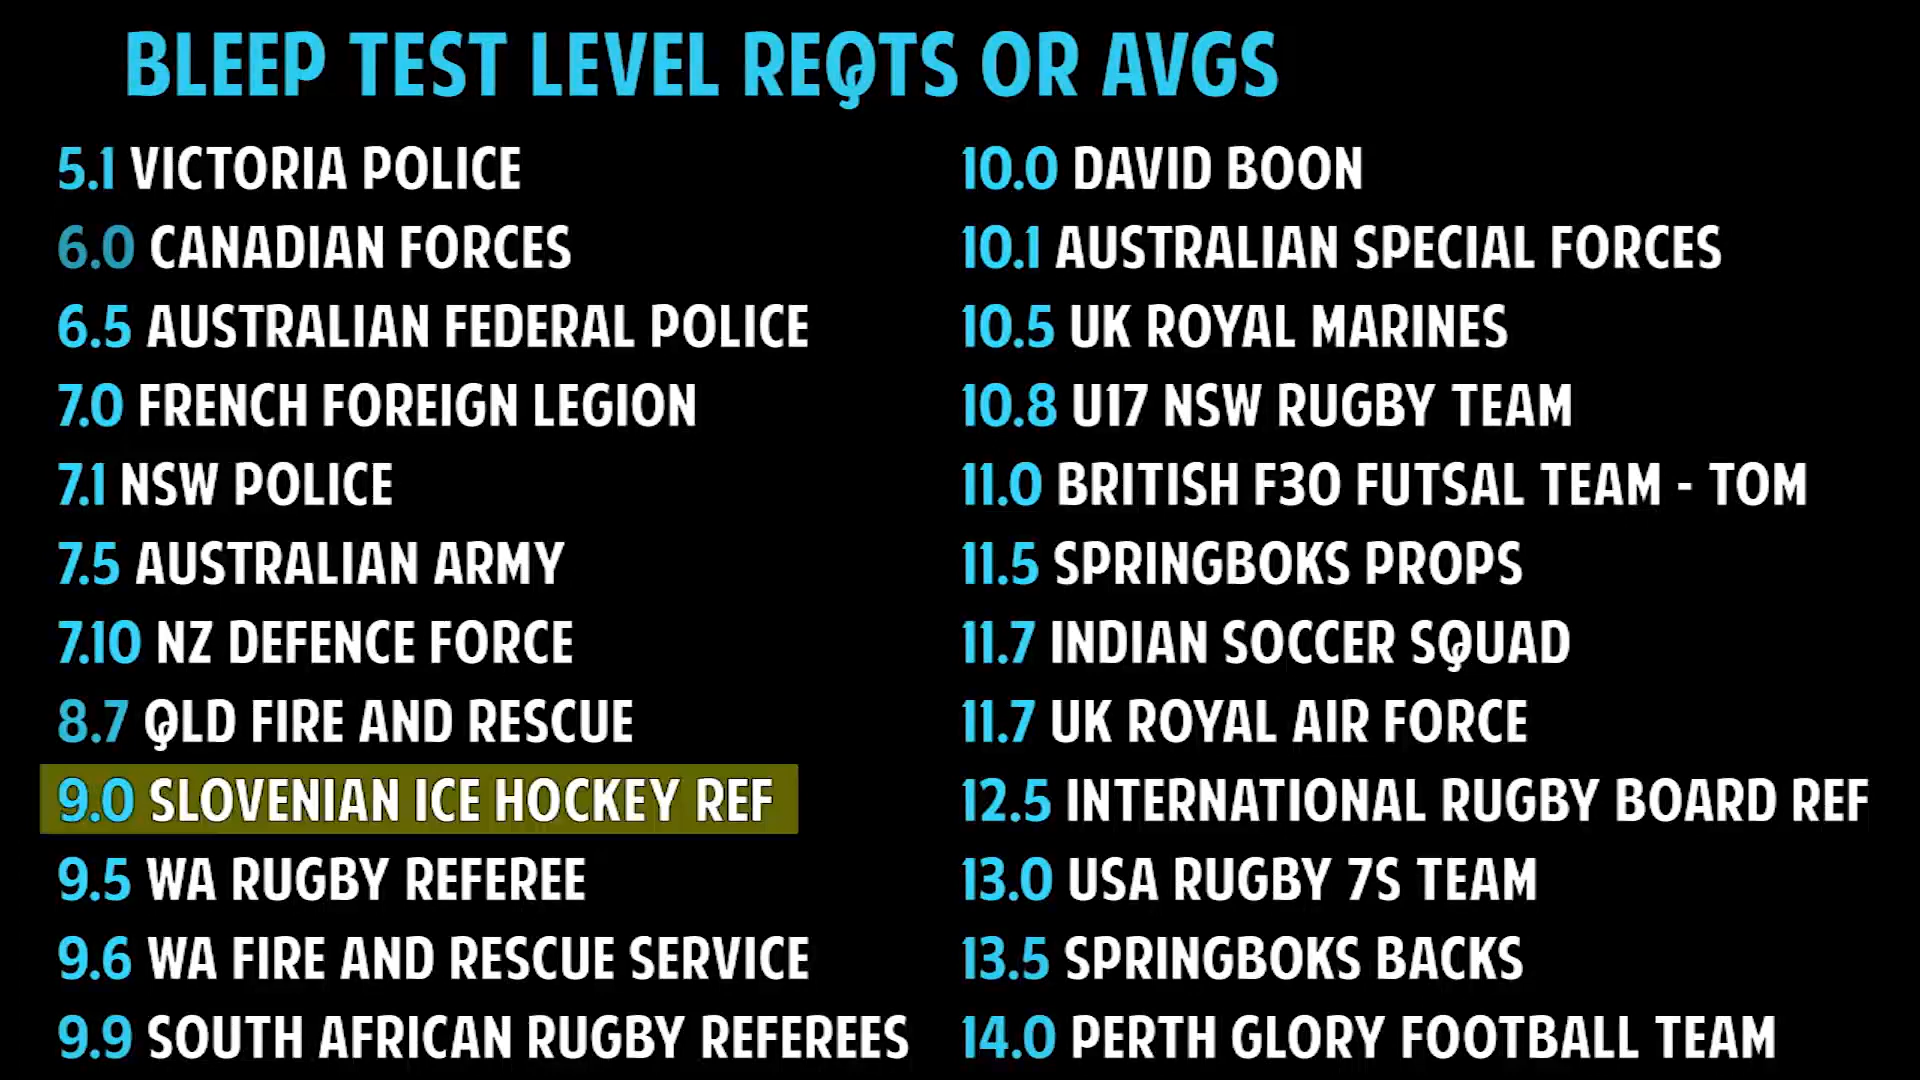 BLEEP TEST LEVEL REQTS OR AVGS
5.1 VICTORIA POLICE
6.0 CANADIAN FORCES
6.5 AUSTRALIAN FEDERAL POLICE
7.0 FRENCH FOREIGN LEGION
7.1 NSW POLICE
7.5 AUSTRALIAN ARMY
7.10 NZ DEFENCE FORCE
8.7 QLD FIRE AND RESCUE
9.0 SLOVENIAN ICE HOCKEY REF
9.5 WA RUGBY REFEREE
9.6 WA FIRE AND RESCUE SERVICE
9.9 SOUTH AFRICAN RUGBY REFEREES
10.0 DAVID BOON
10.1 AUSTRALIAN SPECIAL FORCES
10.5 UK ROYAL MARINES
10.8 U17 NSW RUGBY TEAM
11.0 BRITISH F30 FUTSAL TEAM - TOM
11.5 SPRINGBOKS PROPS
11.7 INDIAN SOCCER SQUAD
11.7 UK ROYAL AIR FORCE
12.5 INTERNATIONAL RUGBY BOARD REF
13.0 USA RUGBY 7S TEAM
13.5 SPRINGBOKS BACKS
14.0 PERTH GLORY FOOTBALL TEAM